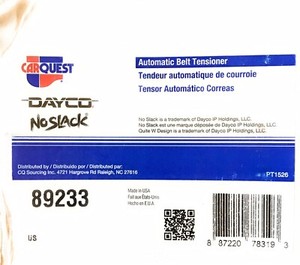 CARQUEST
DAYCO
NO SLACK
Automatic Belt Tensioner
Tendeur automatique de courroie
Tensor Automático Correas
No Slack is a trademark of Dayco IP Holdings, LLC.
No Slack est une marque déposée de Dayco IP Holdings, LLC.
Quite W Design is a trademark of Dayco IP Holdings, LLC.
Distributed by / Distribuido por / Distribué par:
CQ Sourcing Inc. 4721 Hargrove Rd Raleigh, NC 27616
PT1526
89233
US
Made in USA
Fait aux États-Unis
Hecho en E.U.A.
8 87220 78319 3